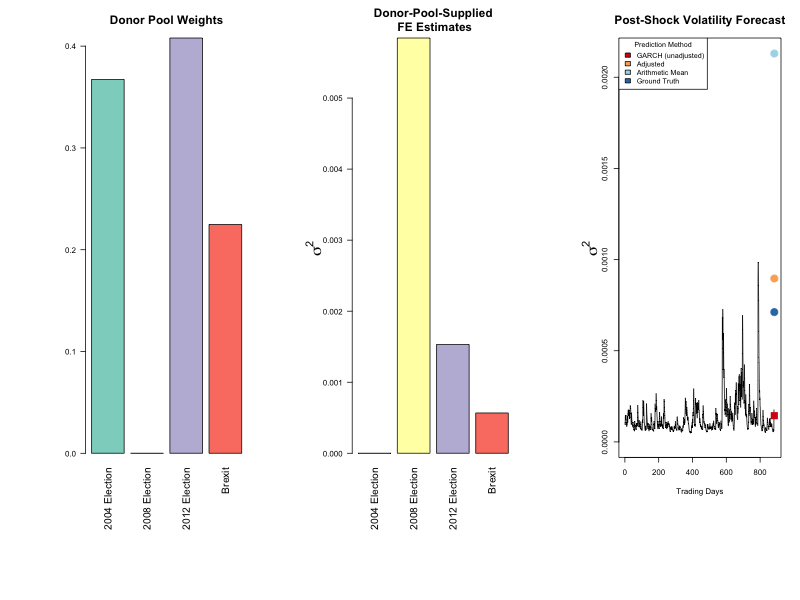 Donor Pool Weights
0.4
0.3
0.2
0.1
0.0
2004 Election
2008 Election
2012 Election
Brexit
Donor-Pool-Supplied
FE Estimates
σ²
0.005
0.004
0.003
0.002
0.001
0.000
2004 Election
2008 Election
2012 Election
Brexit
Post-Shock Volatility Forecast
Prediction Method
GARCH (unadjusted)
Adjusted
Arithmetic Mean
Ground Truth
σ²
0.0020
0.0015
0.0010
0.0005
0.0000
0 200 400 600 800
Trading Days